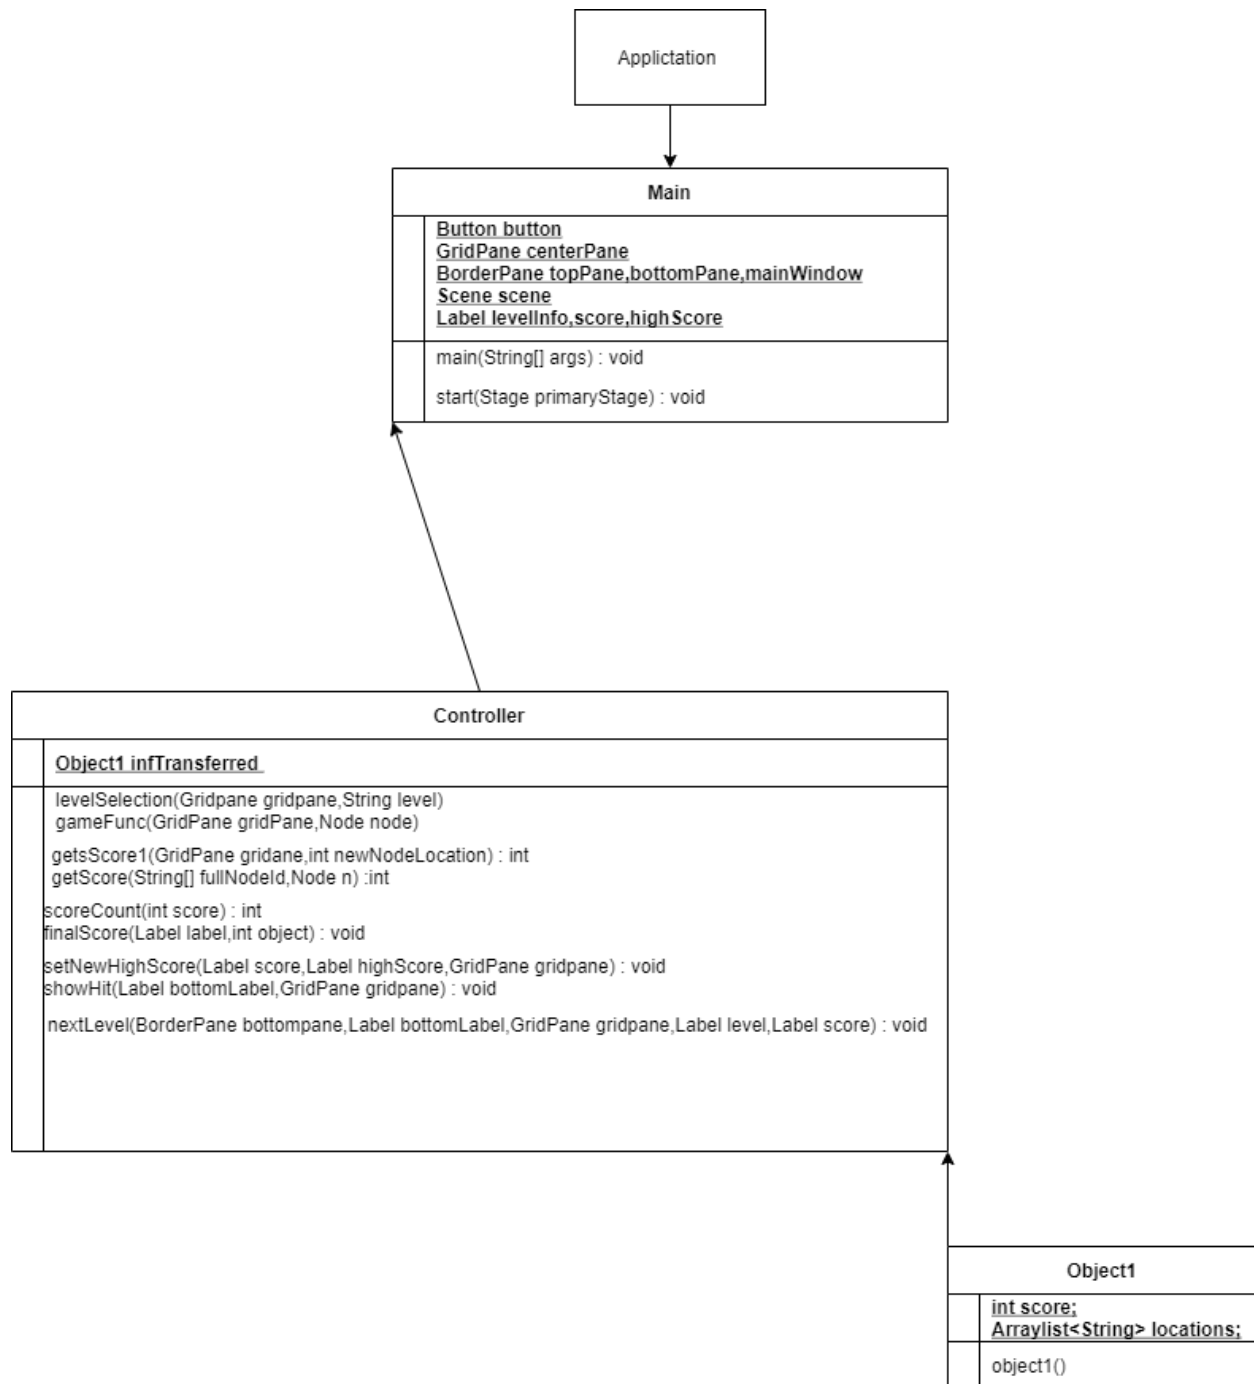 Applictation
Main
Button button
GridPane centerPane
BorderPane topPane,bottomPane,mainWindow
Scene scene
Label levelInfo,score,highScore
main(String[] args) : void
start(Stage primaryStage) : void
Controller
Object1 infTransferred
levelSelection(Gridpane gridpane,String level)
gameFunc(GridPane gridPane,Node node)
getsScore1(GridPane gridane,int newNodeLocation) : int
getScore(String[] fullNodeId,Node n) :int
scoreCount(int score) : int
finalScore(Label label,int object) : void
setNewHighScore(Label score,Label highScore,GridPane gridpane) : void
showHit(Label bottomLabel,GridPane gridpane) : void
nextLevel(BorderPane bottompane,Label bottomLabel,GridPane gridpane,Label level,Label score) : void
Object1
int score;
Arraylist<String> locations;
object1()